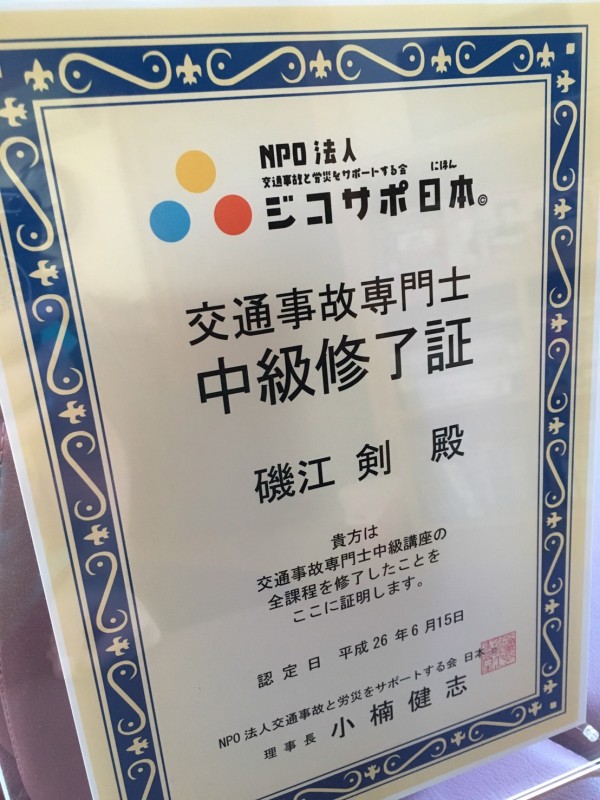 NPO法人
交通事故と労災をサポートする会 にほん
ジコサポ日本©
交通事故専門士
中級修了証
磯江 剣 殿
貴方は
交通事故専門士中級講座の
全課程を修了したことを
ここに証明します。
認定日 平成26年6月15日
NPO法人交通事故と労災をサポートする会 日本
理事長 小楠健志